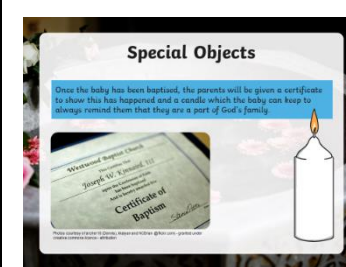 Special Objects
Once the baby has been baptised, the parents will be given a certificate
to show this has happened and a candle which the baby can keep to
always remind them that they are a part of God's family.
Westwood Baptist Church
Joseph W. 
Certificate of
Baptism